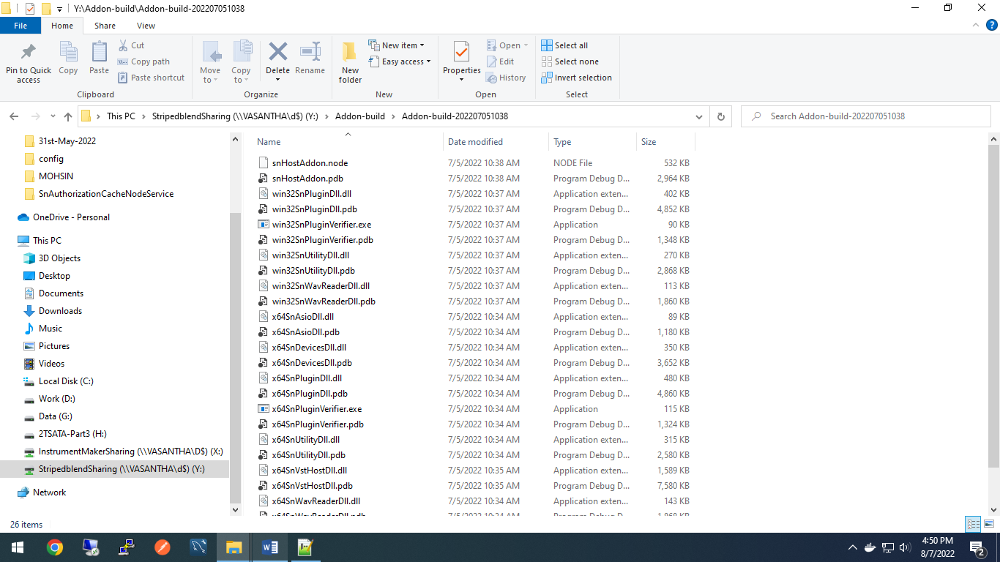 Y:\Addon-build\Addon-build-202207051038
File Home Share View
Pin to Quick access
Copy
Paste
Cut
Copy path
Paste shortcut
Clipboard
Move to
Copy to
Delete
Rename
Organize
New folder
New item
Easy access
New
Properties
Open
Edit
History
Open
Select all
Select none
Invert selection
Select
This PC StripedblendSharing (\\VASANTHA\d$) (Y:) Addon-build Addon-build-202207051038
Search Addon-build-202207051038
31st-May-2022
config
MOHSIN
SnAuthorizationCacheNodeService
OneDrive - Personal
This PC
3D Objects
Desktop
Documents
Downloads
Music
Pictures
Videos
Local Disk (C:)
Work (D:)
Data (G:)
2TSATA-Part3 (H:)
InstrumentMakerSharing (\\VASANTHA\D$) (X:)
StripedblendSharing (\\VASANTHA\d$) (Y:)
Network
Name Date modified Type Size
snHostAddon.node 7/5/2022 10:38 AM NODE File 532 KB
snHostAddon.pdb 7/5/2022 10:38 AM Program Debug D... 2,964 KB
win32SnPluginDll.dll 7/5/2022 10:37 AM Application exten... 402 KB
win32SnPluginDll.pdb 7/5/2022 10:37 AM Program Debug D... 4,852 KB
win32SnPluginVerifier.exe 7/5/2022 10:37 AM Application 90 KB
win32SnPluginVerifier.pdb 7/5/2022 10:37 AM Program Debug D... 1,348 KB
win32SnUtilityDll.dll 7/5/2022 10:37 AM Application exten... 270 KB
win32SnUtilityDll.pdb 7/5/2022 10:37 AM Program Debug D... 2,868 KB
win32SnWavReaderDll.dll 7/5/2022 10:37 AM Application exten... 113 KB
win32SnWavReaderDll.pdb 7/5/2022 10:37 AM Program Debug D... 1,860 KB
x64SnAsioDll.dll 7/5/2022 10:34 AM Application exten... 89 KB
x64SnAsioDll.pdb 7/5/2022 10:34 AM Program Debug D... 1,180 KB
x64SnDevicesDll.dll 7/5/2022 10:34 AM Application exten... 350 KB
x64SnDevicesDll.pdb 7/5/2022 10:34 AM Program Debug D... 3,652 KB
x64SnPluginDll.dll 7/5/2022 10:34 AM Application exten... 480 KB
x64SnPluginDll.pdb 7/5/2022 10:34 AM Program Debug D... 4,860 KB
x64SnPluginVerifier.exe 7/5/2022 10:34 AM Application 115 KB
x64SnPluginVerifier.pdb 7/5/2022 10:34 AM Program Debug D... 1,324 KB
x64SnUtilityDll.dll 7/5/2022 10:34 AM Application exten... 315 KB
x64SnUtilityDll.pdb 7/5/2022 10:34 AM Program Debug D... 2,580 KB
x64SnVstHostDll.dll 7/5/2022 10:35 AM Application exten... 1,589 KB
x64SnVstHostDll.pdb 7/5/2022 10:35 AM Program Debug D... 7,580 KB
x64SnWavReaderDll.dll 7/5/2022 10:34 AM Application exten... 143 KB
x64SnWavReaderDll.pdb 7/5/2022 10:34 AM Program Debug D... 1,868 KB
26 items
4:50 PM
8/7/2022
2